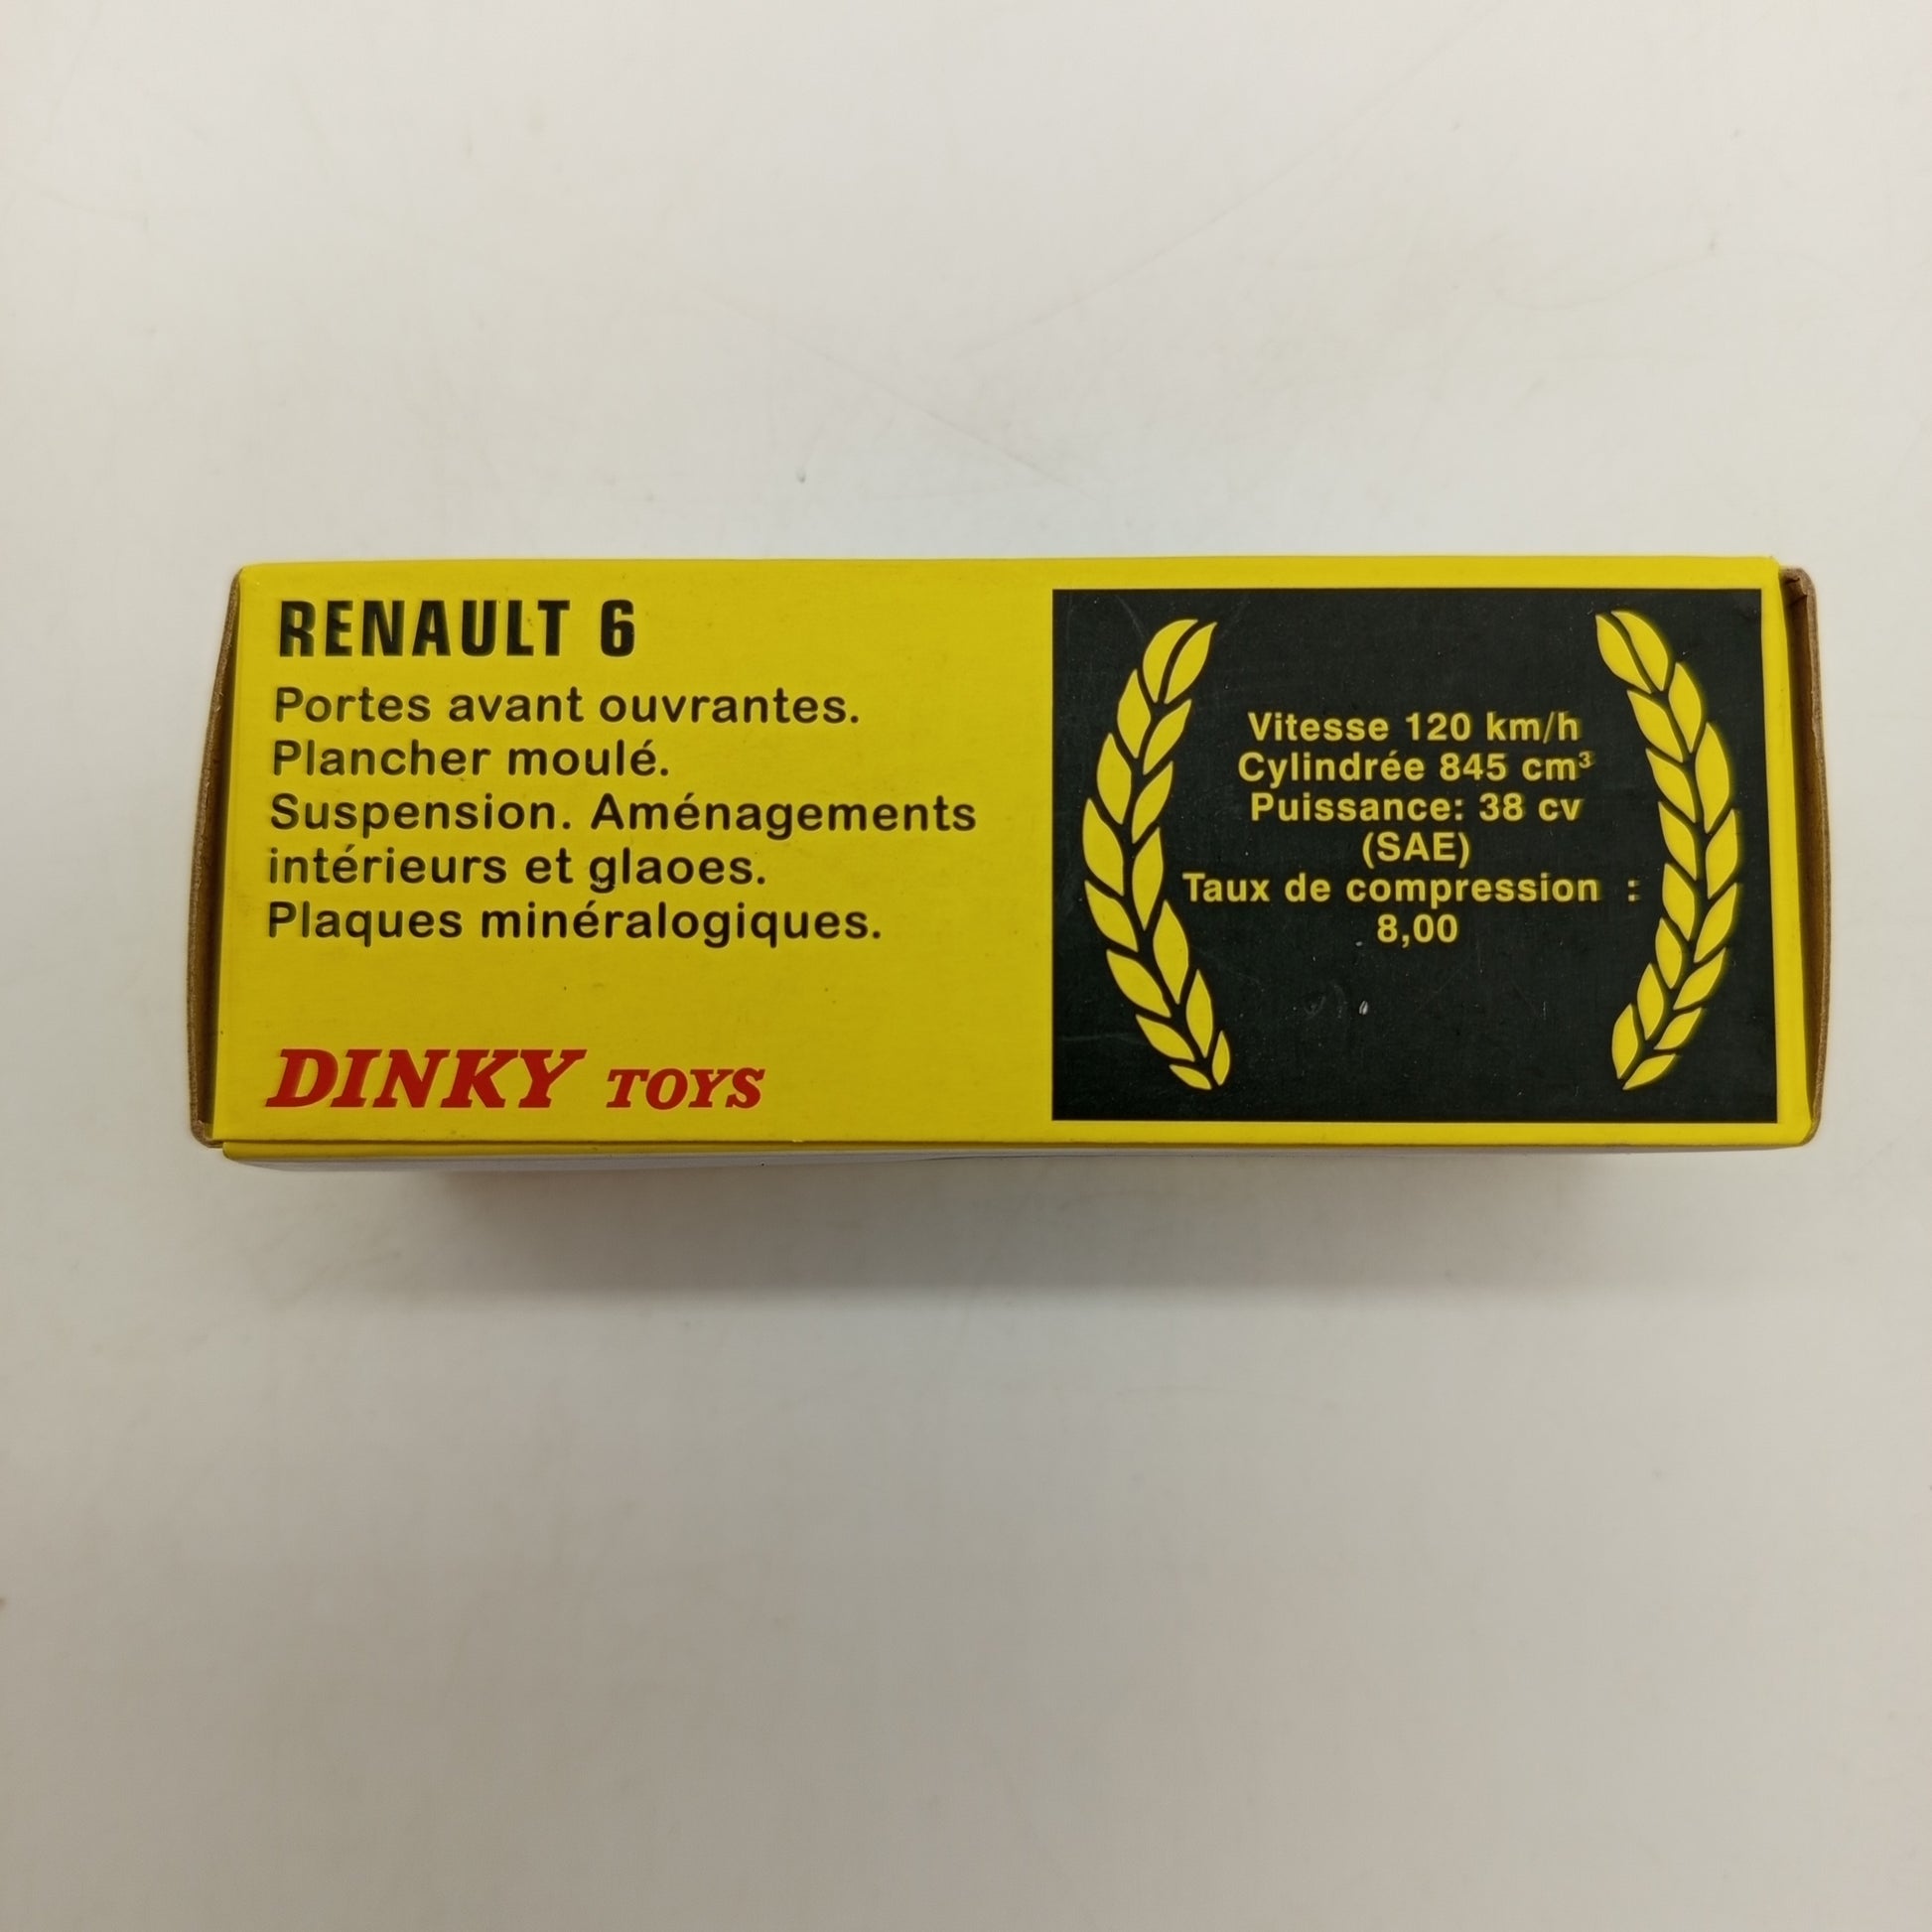 RENAULT 6
Portes avant ouvrantes.
Plancher moulé.
Suspension. Aménagements
intérieurs et glaoes.
Plaques minéralogiques.
DINKY TOYS
Vitesse 120 km/h
Cylindrée 845 cm³
Puissance: 38 cv
(SAE)
Taux de compression :
8,00